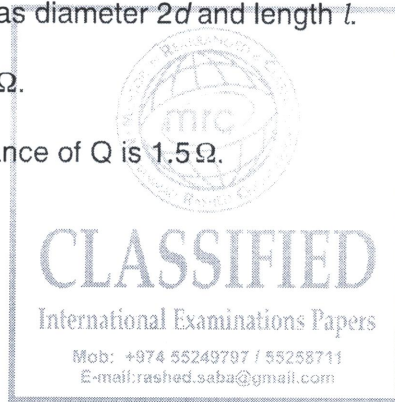 as diameter 2d and length l.
Ω.
ance of Q is 1.5 Ω.
mrc
CLASSIFIED
International Examinations Papers
Mob: +974 55249797 / 55258711
E-mail:rashed.saba@gmail.com